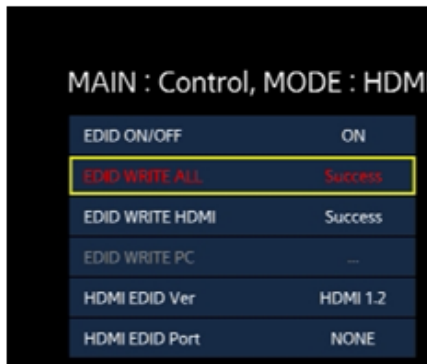 MAIN : Control, MODE : HDMI
EDID ON/OFF ON
EDID WRITE ALL Success
EDID WRITE HDMI Success
EDID WRITE PC ...
HDMI EDID Ver HDMI 1.2
HDMI EDID Port NONE